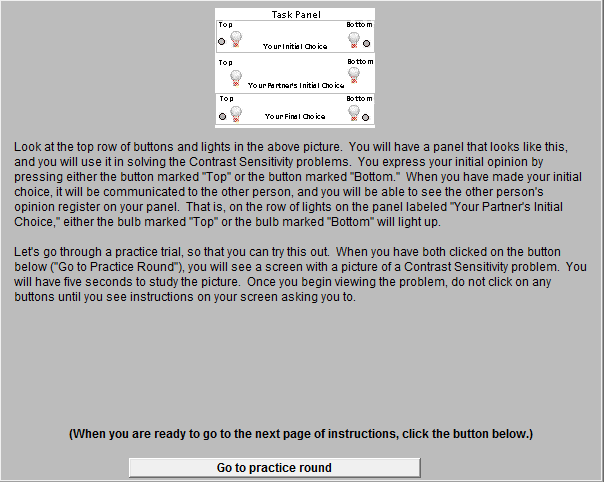 Task Panel
Top Bottom
Your Initial Choice
Top Bottom
Your Partner's Initial Choice
Top Bottom
Your Final Choice
Look at the top row of buttons and lights in the above picture.  You will have a panel that looks like this,
and you will use it in solving the Contrast Sensitivity problems.  You express your initial opinion by
pressing either the button marked "Top" or the button marked "Bottom."  When you have made your initial
choice, it will be communicated to the other person, and you will be able to see the other person's
opinion register on your panel.  That is, on the row of lights on the panel labeled "Your Partner's Initial
Choice," either the bulb marked "Top" or the bulb marked "Bottom" will light up.
Let's go through a practice trial, so that you can try this out.  When you have both clicked on the button
below ("Go to Practice Round"), you will see a screen with a picture of a Contrast Sensitivity problem.  You
will have five seconds to study the picture.  Once you begin viewing the problem, do not click on any
buttons until you see instructions on your screen asking you to.
(When you are ready to go to the next page of instructions, click the button below.)
Go to practice round